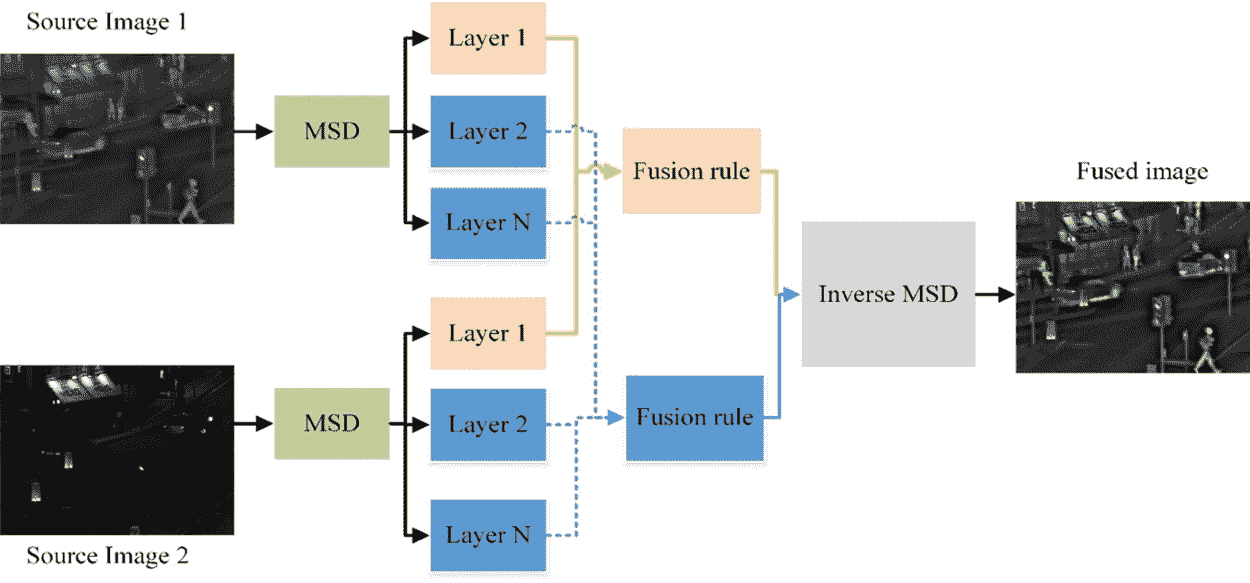 Source Image 1
MSD
Layer 1
Layer 2
Layer N
Fusion rule
Layer 1
MSD
Layer 2
Layer N
Fusion rule
Inverse MSD
Fused image
Source Image 2